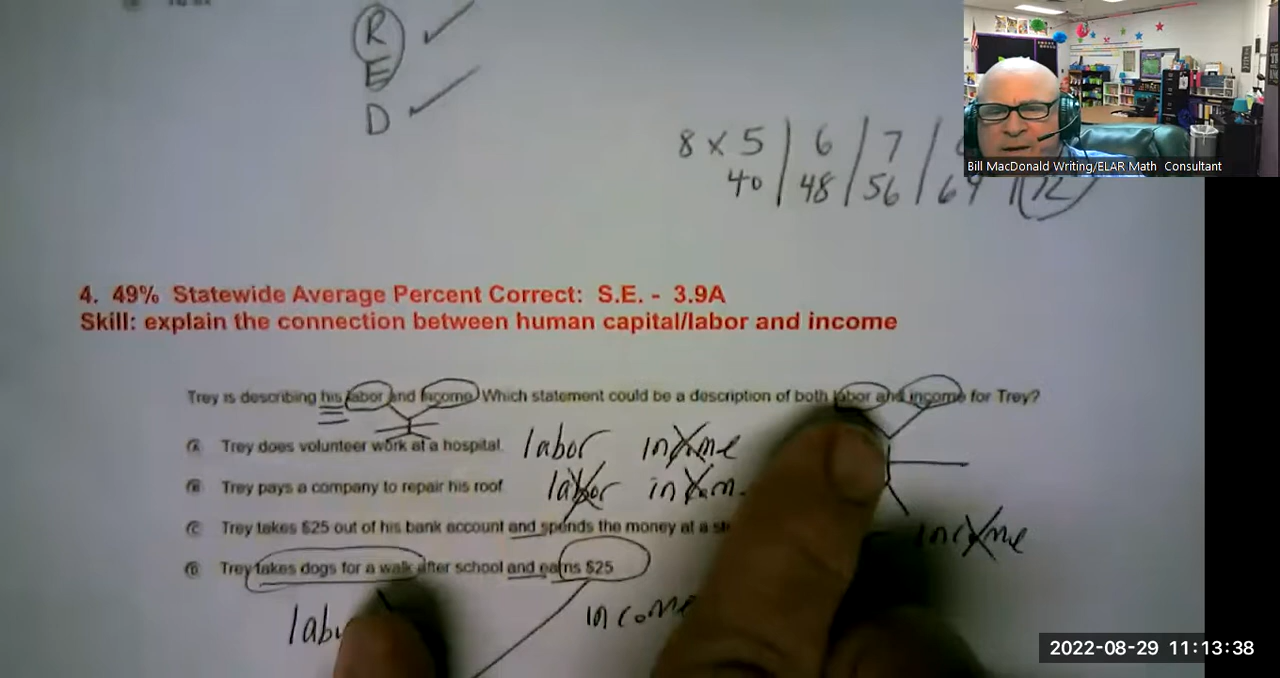 R
E
D
8 × 5 | 6 | 7 |
40 | 48 | 56 | 64 72
Bill MacDonald Writing/ELAR Math Consultant
4. 49% Statewide Average Percent Correct: S.E. - 3.9A
Skill: explain the connection between human capital/labor and income
Trey is describing his labor and income. Which statement could be a description of both labor and income for Trey?
A Trey does volunteer work at a hospital. labor income
B Trey pays a company to repair his roof. labor incom.
C Trey takes $25 out of his bank account and spends the money at a
income
D Trey takes dogs for a walk after school and earns $25
income
2022-08-29 11:13:38